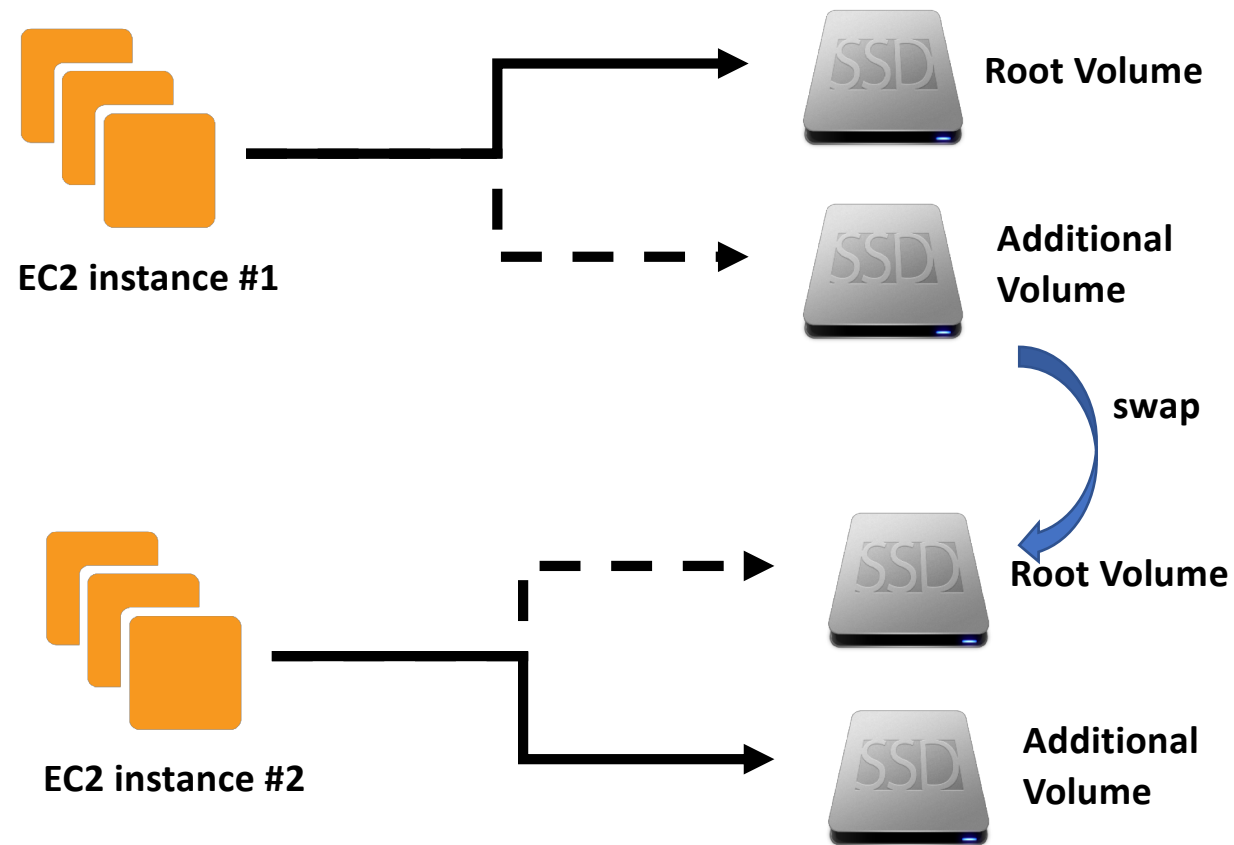 SSD
Root Volume
EC2 instance #1
SSD
Additional
Volume
swap
SSD
Root Volume
EC2 instance #2
SSD
Additional
Volume